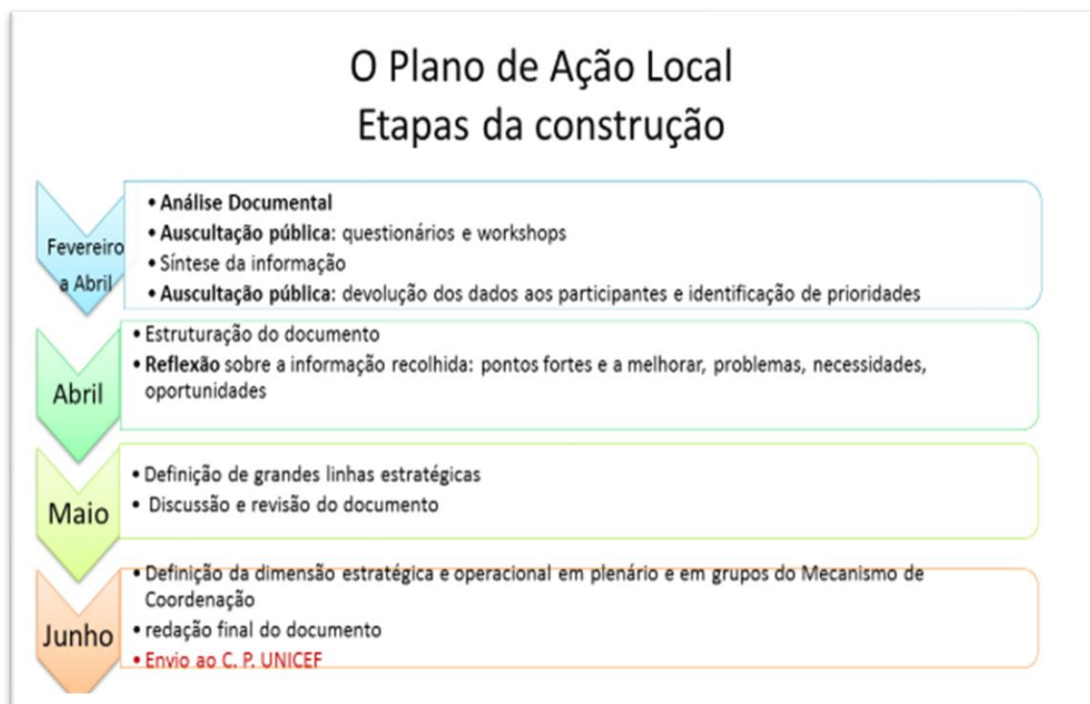 O Plano de Ação Local
Etapas da construção
Fevereiro
a Abril
• Análise Documental
• Auscultação pública: questionários e workshops
• Síntese da informação
• Auscultação pública: devolução dos dados aos participantes e identificação de prioridades
Abril
• Estruturação do documento
• Reflexão sobre a informação recolhida: pontos fortes e a melhorar, problemas, necessidades,
oportunidades
Maio
• Definição de grandes linhas estratégicas
• Discussão e revisão do documento
Junho
• Definição da dimensão estratégica e operacional em plenário e em grupos do Mecanismo de
Coordenação
• redação final do documento
• Envio ao C. P. UNICEF